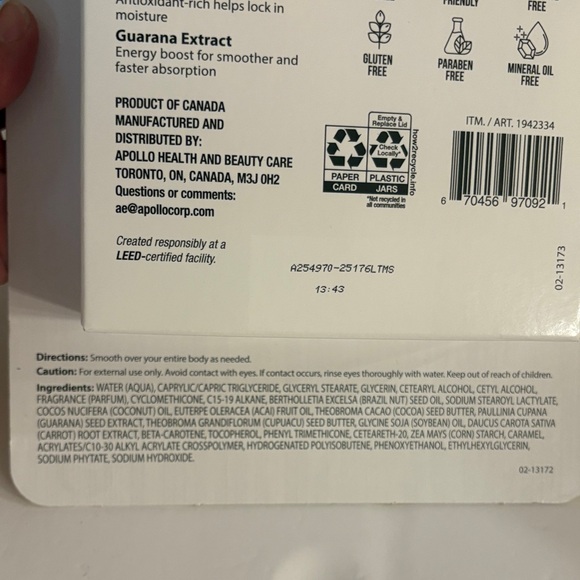 Antioxidant-rich helps lock in
moisture
Guarana Extract
Energy boost for smoother and
faster absorption
FRIENDLY
FREE
GLUTEN
FREE
PARABEN
FREE
MINERAL OIL
FREE
PRODUCT OF CANADA
MANUFACTURED AND
DISTRIBUTED BY:
APOLLO HEALTH AND BEAUTY CARE
TORONTO, ON, CANADA, M3J 0H2
Questions or comments:
ae@apollocorp.com
Created responsibly at a
LEED-certified facility.
Empty &
Replace Lid
Check
Locally*
PAPER
PLASTIC
CARD
JARS
*Not recycled in
all communities
how2recycle.info
ITM. / ART. 1942334
6 70456 97092 1
A254970-25176LTMS
13:43
02-13173
Directions: Smooth over your entire body as needed.
Caution: For external use only. Avoid contact with eyes. If contact occurs, rinse eyes thoroughly with water. Keep out of reach of children.
Ingredients: WATER (AQUA), CAPRYLIC/CAPRIC TRIGLYCERIDE, GLYCERYL STEARATE, GLYCERIN, CETEARYL ALCOHOL, CETYL ALCOHOL,
FRAGRANCE (PARFUM), CYCLOMETHICONE, C15-19 ALKANE, BERTHOLLETIA EXCELSA (BRAZIL NUT) SEED OIL, SODIUM STEAROYL LACTYLATE,
COCOS NUCIFERA (COCONUT) OIL, EUTERPE OLERACEA (ACAI) FRUIT OIL, THEOBROMA CACAO (COCOA) SEED BUTTER, PAULLINIA CUPANA
(GUARANA) SEED EXTRACT, THEOBROMA GRANDIFLORUM (CUPUACU) SEED BUTTER, GLYCINE SOJA (SOYBEAN) OIL, DAUCUS CAROTA SATIVA
(CARROT) ROOT EXTRACT, BETA-CAROTENE, TOCOPHEROL, PHENYL TRIMETHICONE, CETEARETH-20, ZEA MAYS (CORN) STARCH, CARAMEL,
ACRYLATES/C10-30 ALKYL ACRYLATE CROSSPOLYMER, HYDROGENATED POLYISOBUTENE, PHENOXYETHANOL, ETHYLHEXYLGLYCERIN,
SODIUM PHYTATE, SODIUM HYDROXIDE.
02-13172